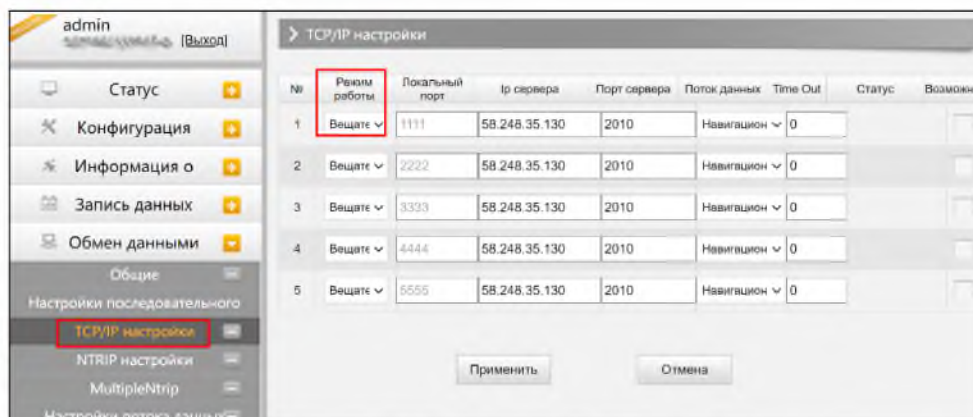 admin
[Выход]
TCP/IP настройки
Статус
Конфигурация
Информация о
Запись данных
Обмен данными
Общие
Настройки последовательного
TCP/IP настройки
NTRIP настройки
MultipleNtrip
Настройки потока данных
№ Режим работы Локальный порт Ip сервера Порт сервера Поток данных Time Out Статус Возможн
1 Вещате 1111 58.248.35.130 2010 Навигацион 0
2 Вещате 2222 58.248.35.130 2010 Навигацион 0
3 Вещате 3333 58.248.35.130 2010 Навигацион 0
4 Вещате 4444 58.248.35.130 2010 Навигацион 0
5 Вещате 5555 58.248.35.130 2010 Навигацион 0
Применить Отмена